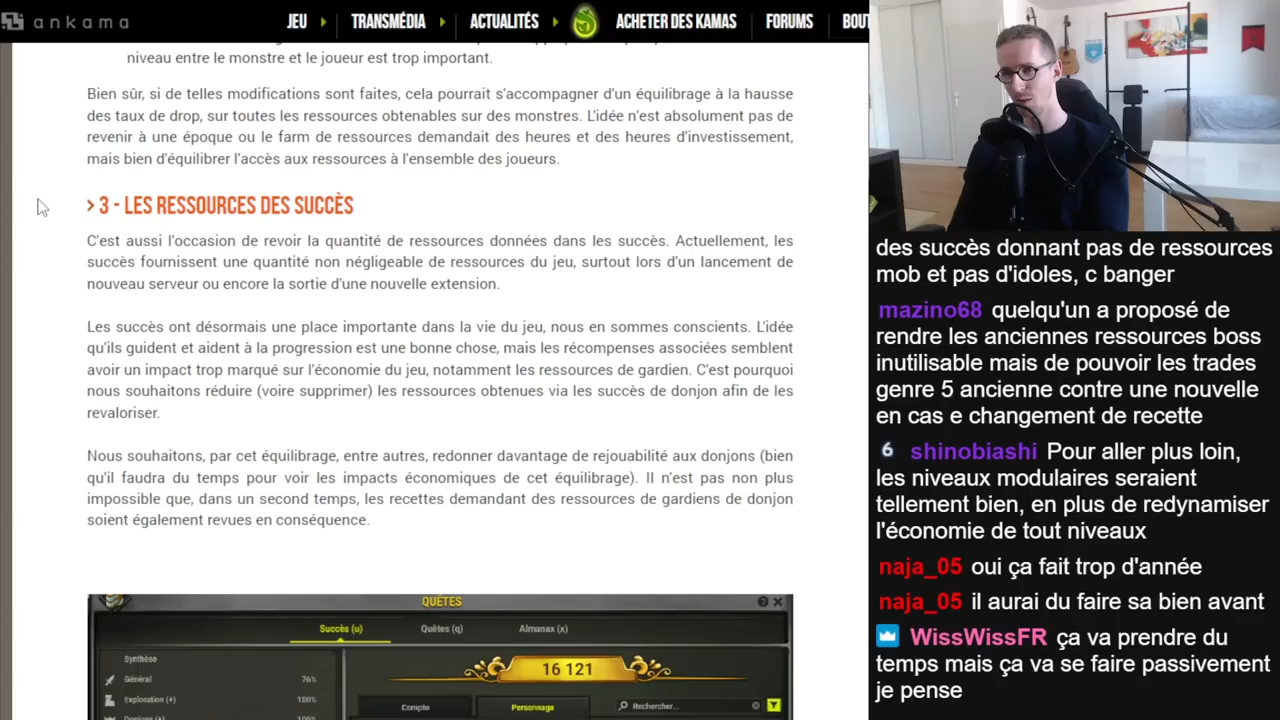 ankama
JEU
TRANSMÉDIA
ACTUALITÉS
ACHETER DES KAMAS
FORUMS
BOUT
niveau entre le monstre et le joueur est trop important.
Bien sûr, si de telles modifications sont faites, cela pourrait s'accompagner d'un équilibrage à la hausse
des taux de drop, sur toutes les ressources obtenables sur des monstres. L'idée n'est absolument pas de
revenir à une époque ou le farm de ressources demandait des heures et des heures d'investissement,
mais bien d'équilibrer l'accès aux ressources à l'ensemble des joueurs.
> 3 - LES RESSOURCES DES SUCCÈS
C'est aussi l'occasion de revoir la quantité de ressources données dans les succès. Actuellement, les
succès fournissent une quantité non négligeable de ressources du jeu, surtout lors d'un lancement de
nouveau serveur ou encore la sortie d'une nouvelle extension.
Les succès ont désormais une place importante dans la vie du jeu, nous en sommes conscients. L'idée
qu'ils guident et aident à la progression est une bonne chose, mais les récompenses associées semblent
avoir un impact trop marqué sur l'économie du jeu, notamment les ressources de gardien. C'est pourquoi
nous souhaitons réduire (voire supprimer) les ressources obtenues via les succès de donjon afin de les
revaloriser.
Nous souhaitons, par cet équilibrage, entre autres, redonner davantage de rejouabilité aux donjons (bien
qu'il faudra du temps pour voir les impacts économiques de cet équilibrage). Il n'est pas non plus
impossible que, dans un second temps, les recettes demandant des ressources de gardiens de donjon
soient également revues en conséquence.
QUÊTES
Succès (u)
Quêtes (q)
Almanax (x)
Synthèse
Général 76%
Exploration (+) 100%
16 121
Compte
Personnage
Rechercher...
des succès donnant pas de ressources
mob et pas d'idoles, c banger
mazino68 quelqu'un a proposé de
rendre les anciennes ressources boss
inutilisable mais de pouvoir les trades
genre 5 ancienne contre une nouvelle
en cas e changement de recette
6 shinobiashi Pour aller plus loin,
les niveaux modulaires seraient
tellement bien, en plus de redynamiser
l'économie de tout niveaux
naja_05 oui ça fait trop d'année
naja_05 il aurai du faire sa bien avant
WissWissFR ça va prendre du
temps mais ça va se faire passivement
je pense